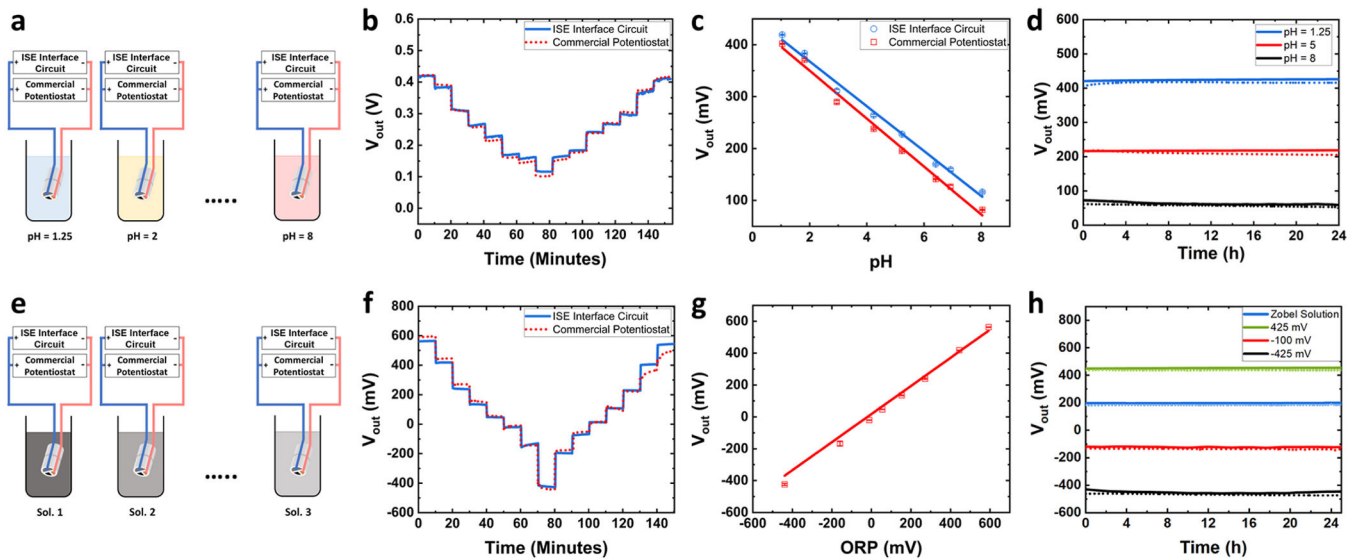 a
ISE Interface
Circuit
Commercial
Potentiostat
+ -
+ -
ISE Interface
Circuit
Commercial
Potentiostat
+ -
+ -
ISE Interface
Circuit
Commercial
Potentiostat
+ -
+ -
.....
pH = 1.25
pH = 2
pH = 8
b
ISE Interface Circuit
Commercial Potentiostat
Vout (V)
0.6
0.5
0.4
0.3
0.2
0.1
0.0
0 20 40 60 80 100 120 140
Time (Minutes)
c
ISE Interface Circuit
Commercial Potentiostat
Vout (mV)
400
300
200
100
0 2 4 6 8
pH
d
pH = 1.25
pH = 5
pH = 8
Vout (mV)
600
500
400
300
200
100
0
0 4 8 12 16 20 24
Time (h)
e
ISE Interface
Circuit
Commercial
Potentiostat
+ -
+ -
ISE Interface
Circuit
Commercial
Potentiostat
+ -
+ -
ISE Interface
Circuit
Commercial
Potentiostat
+ -
+ -
.....
Sol. 1
Sol. 2
Sol. 3
f
ISE Interface Circuit
Commercial Potentiostat
Vout (mV)
800
600
400
200
0
-200
-400
-600
0 20 40 60 80 100 120 140
Time (Minutes)
g
Vout (mV)
600
400
200
0
-200
-400
-600
-600 -400 -200 0 200 400 600
ORP (mV)
h
Zobel Solution
425 mV
-100 mV
-425 mV
Vout (mV)
800
600
400
200
0
-200
-400
-600
0 4 8 12 16 20 24
Time (h)